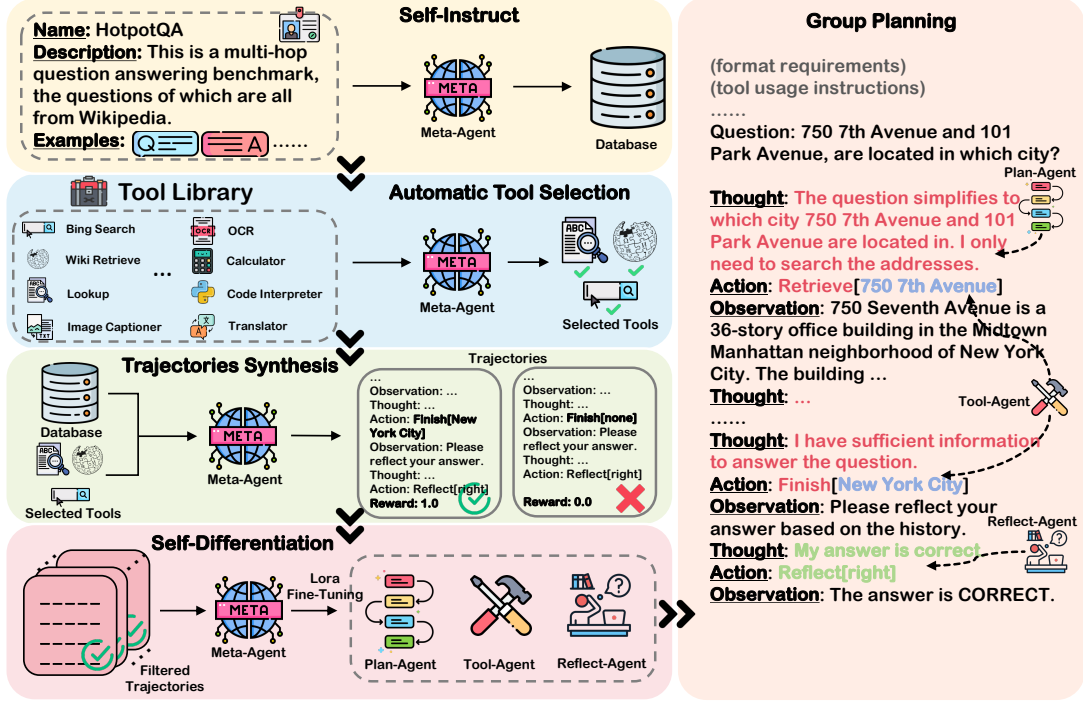 Self-Instruct
Name: HotpotQA
Description: This is a multi-hop
question answering benchmark,
the questions of which are all
from Wikipedia.
Examples:
Q
A
......
META
Meta-Agent
Database
Tool Library
Bing Search
Wiki Retrieve
Lookup
Image Captioner
...
OCR
OCR
Calculator
Code Interpreter
Translator
Automatic Tool Selection
META
Meta-Agent
ABC
Selected Tools
Trajectories Synthesis
Database
ABC
Selected Tools
META
Meta-Agent
Trajectories
...
Observation: ...
Thought: ...
Action: Finish[New
York City]
Observation: Please
reflect your answer.
Thought: ...
Action: Reflect[right]
Reward: 1.0
...
Observation: ...
Thought: ...
Action: Finish[none]
Observation: Please
reflect your answer.
Thought: ...
Action: Reflect[right]
Reward: 0.0
Self-Differentiation
Filtered
Trajectories
META
Meta-Agent
Lora
Fine-Tuning
Plan-Agent
Tool-Agent
Reflect-Agent
Group Planning
(format requirements)
(tool usage instructions)
......
Question: 750 7th Avenue and 101
Park Avenue, are located in which city?
Plan-Agent
Thought: The question simplifies to
which city 750 7th Avenue and 101
Park Avenue are located in. I only
need to search the addresses.
Action: Retrieve[750 7th Avenue]
Observation: 750 Seventh Avenue is a
36-story office building in the Midtown
Manhattan neighborhood of New York
City. The building ...
Thought: ...
Tool-Agent
......
Thought: I have sufficient information
to answer the question.
Action: Finish[New York City]
Observation: Please reflect your
answer based on the history.
Reflect-Agent
Thought: My answer is correct
Action: Reflect[right]
Observation: The answer is CORRECT.